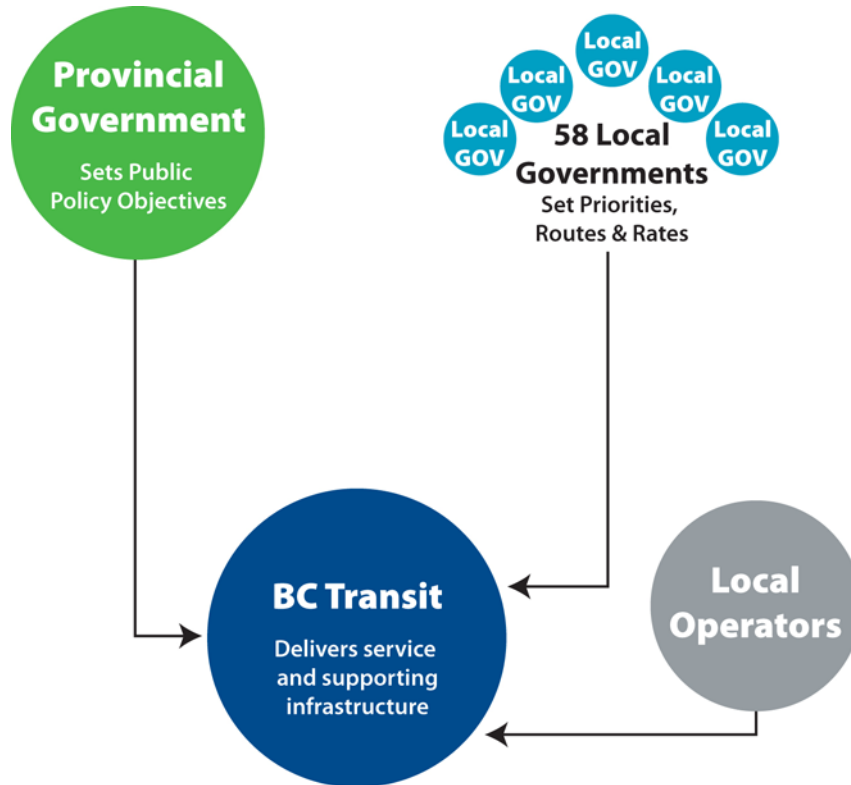 Provincial
Government
Sets Public
Policy Objectives
Local
GOV
Local
GOV
Local
GOV
Local
GOV
Local
GOV
58 Local
Governments
Set Priorities,
Routes & Rates
BC Transit
Delivers service
and supporting
infrastructure
Local
Operators